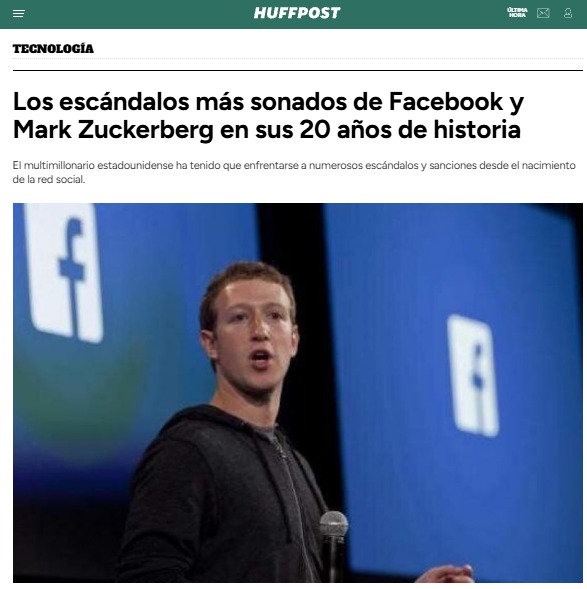 HUFFPOST
ÚLTIMA
HORA
TECNOLOGÍA
Los escándalos más sonados de Facebook y
Mark Zuckerberg en sus 20 años de historia
El multimillonario estadounidense ha tenido que enfrentarse a numerosos escándalos y sanciones desde el nacimiento
de la red social.
f
f